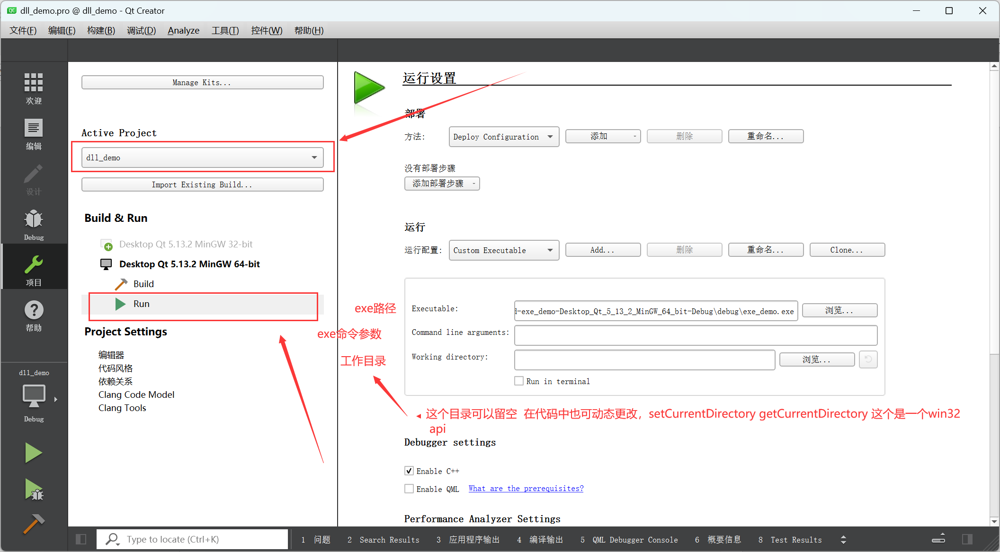 dll_demo.pro @ dll_demo - Qt Creator
文件(F) 编辑(E) 构建(B) 调试(D) Analyze 工具(T) 控件(W) 帮助(H)
欢迎
编辑
设计
Debug
项目
帮助
dll_demo
Debug
Manage Kits...
Active Project
dll_demo
Import Existing Build...
Build & Run
Desktop Qt 5.13.2 MinGW 32-bit
Desktop Qt 5.13.2 MinGW 64-bit
Build
Run
Project Settings
编辑器
代码风格
依赖关系
Clang Code Model
Clang Tools
运行设置
部署
方法: Deploy Configuration 添加 删除 重命名...
没有部署步骤
添加部署步骤
运行
运行配置: Custom Executable Add... 删除 重命名... Clone...
exe路径 Executable: d-exe_demo-Desktop_Qt_5_13_2_MinGW_64_bit-Debug\debug\exe_demo.exe 浏览...
exe命令参数 Command line arguments:
工作目录 Working directory: 浏览...
Run in terminal
这个目录可以留空 在代码中也可动态更改，setCurrentDirectory getCurrentDirectory 这个是一个win32
api
Debugger settings
Enable C++
Enable QML What are the prerequisites?
Performance Analyzer Settings
Type to locate (Ctrl+K) 1 问题 2 Search Results 3 应用程序输出 4 编译输出 5 QML Debugger Console 6 概要信息 8 Test Results